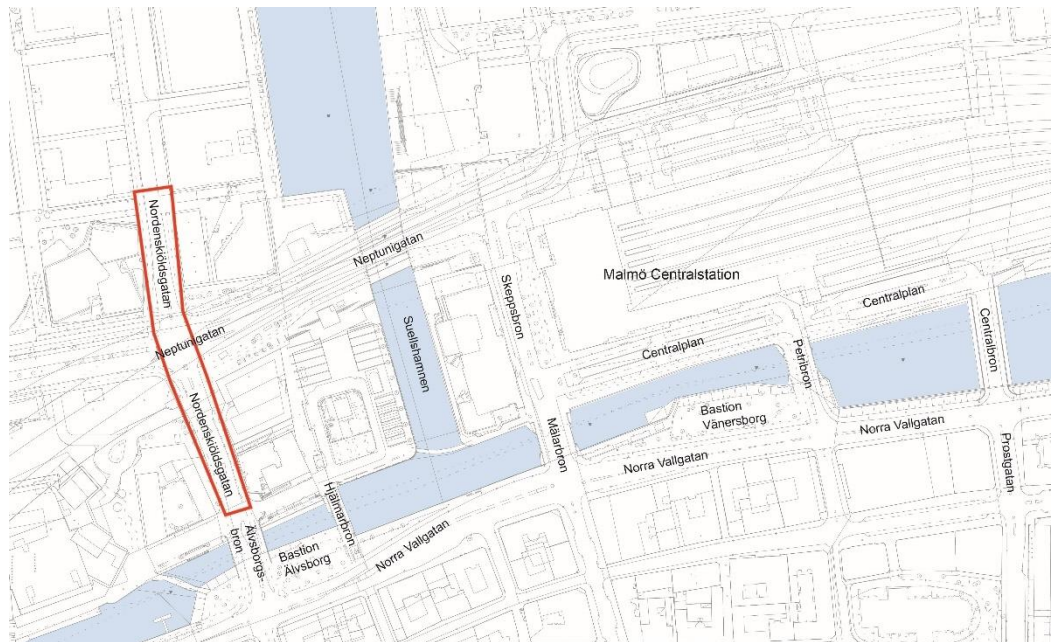 Nordenskiöldsgatan
Neptunigatan
Skeppsbron
Malmö Centralstation
Centralplan
Suellshamnen
Neptunigatan
Centralplan
Petribron
Centralbron
Nordenskiöldsgatan
Bastion
Vänersborg
Mälarbron
Norra Vallgatan
Norra Vallgatan
Prostgatan
Hjälmarbron
Älvsborgs-
bron
Bastion
Älvsborg
Norra Vallgatan